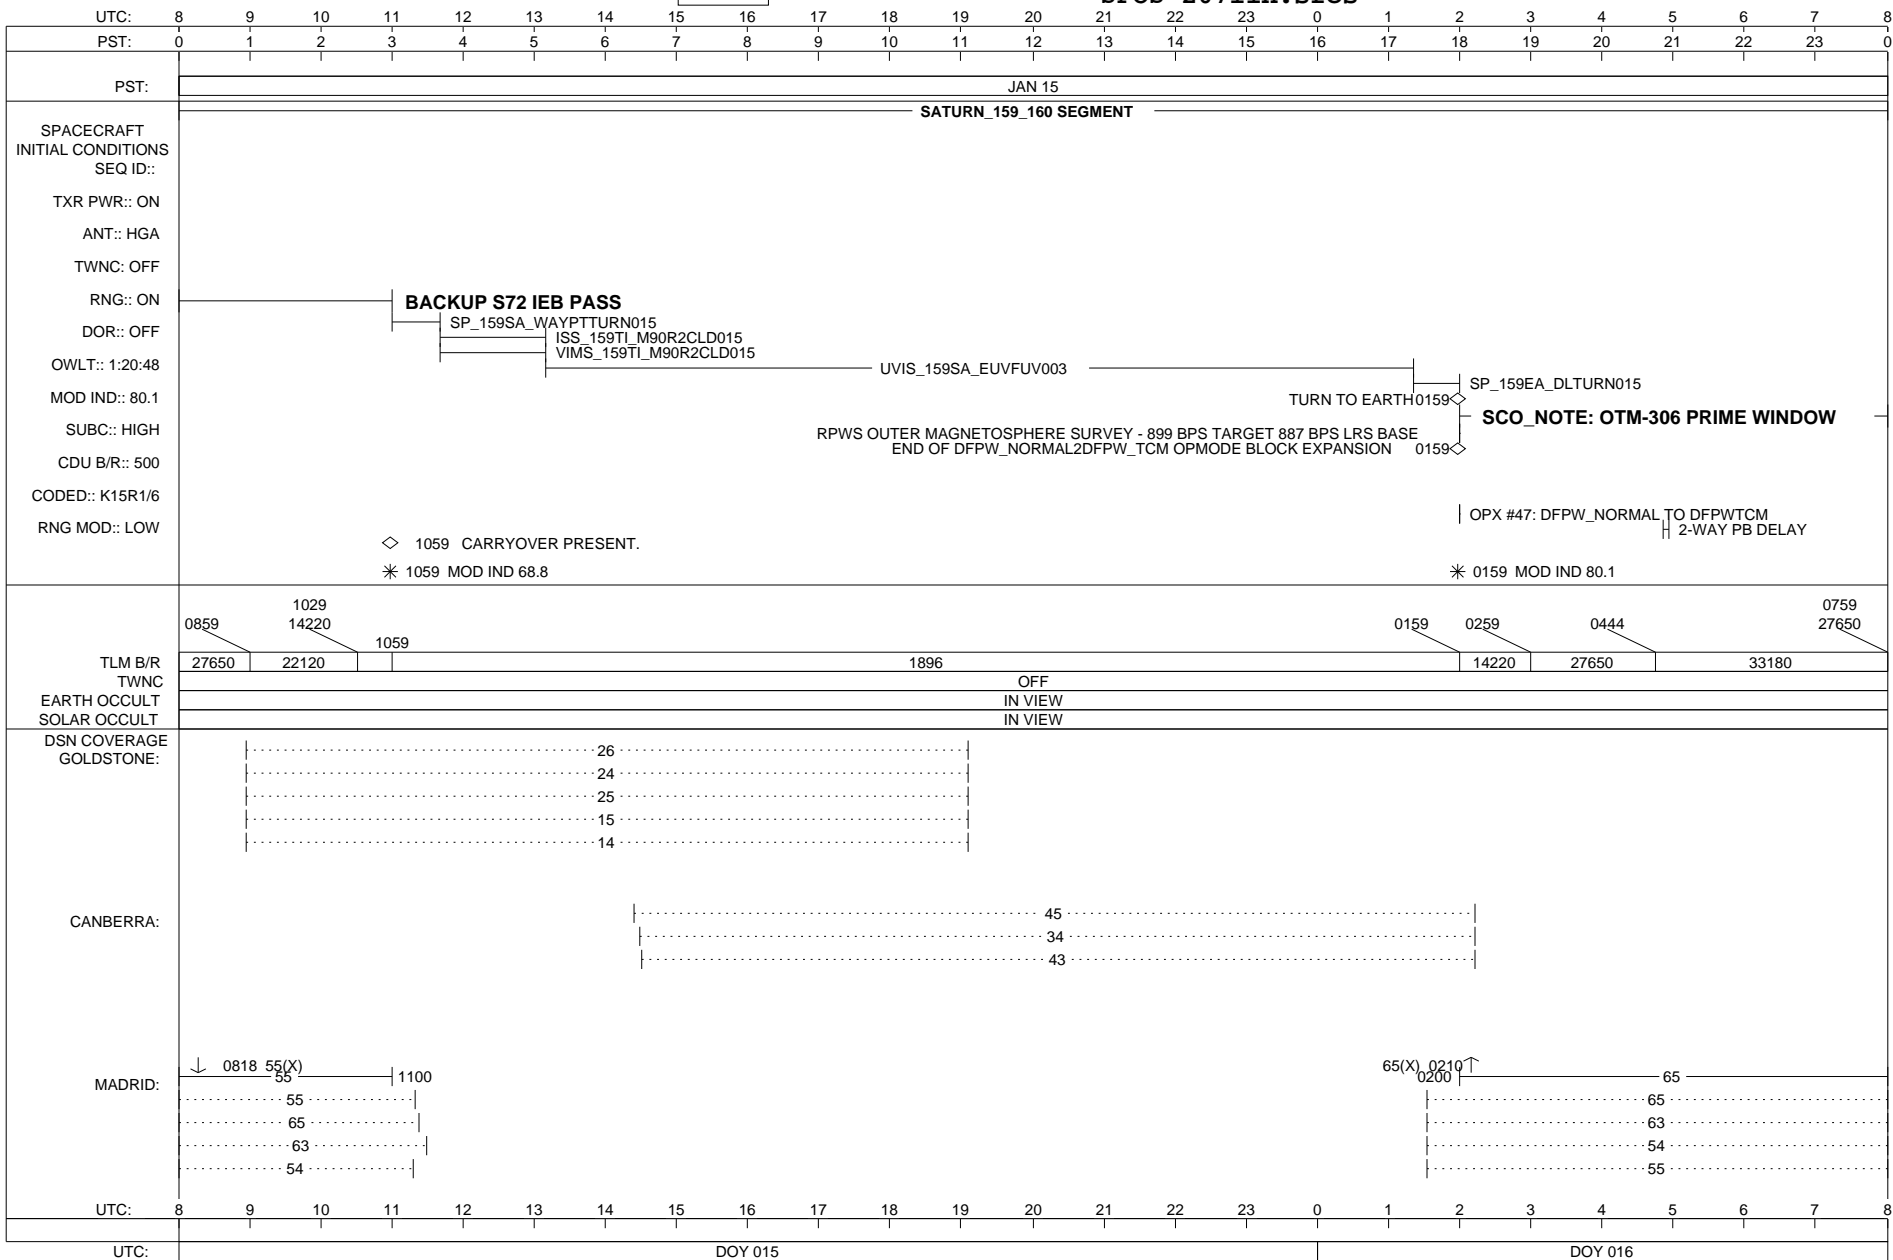 UTC: 8 9 10 11 12 13 14 15 16 17 18 19 20 21 22 23 0 1 2 3 4 5 6 7 8
PST: 0 1 2 3 4 5 6 7 8 9 10 11 12 13 14 15 16 17 18 19 20 21 22 23 0
PST: JAN 15
SATURN_159_160 SEGMENT
SPACECRAFT
INITIAL CONDITIONS
SEQ ID::
TXR PWR:: ON
ANT:: HGA
TWNC: OFF
RNG:: ON
BACKUP S72 IEB PASS
SP_159SA_WAYPTTURN015
DOR:: OFF
ISS_159TI_M90R2CLD015
VIMS_159TI_M90R2CLD015
OWLT:: 1:20:48
UVIS_159SA_EUVFUV003
SP_159EA_DLTURN015
MOD IND:: 80.1
TURN TO EARTH 0159
SCO_NOTE: OTM-306 PRIME WINDOW
SUBC:: HIGH
RPWS OUTER MAGNETOSPHERE SURVEY - 899 BPS TARGET 887 BPS LRS BASE
END OF DFPW_NORMAL2DFPW_TCM OPMODE BLOCK EXPANSION 0159
CDU B/R:: 500
CODED:: K15R1/6
OPX #47: DFPW_NORMAL TO DFPWTCM
RNG MOD:: LOW
2-WAY PB DELAY
1059 CARRYOVER PRESENT.
1059 MOD IND 68.8
0159 MOD IND 80.1
1029 0759
0859 14220 0159 0259 0444 27650
1059
TLM B/R 27650 22120 1896 14220 27650 33180
TWNC OFF
EARTH OCCULT IN VIEW
SOLAR OCCULT IN VIEW
DSN COVERAGE
GOLDSTONE:
26
24
25
15
14
CANBERRA:
45
34
43
MADRID:
0818 55(X) 65(X) 0210
55 1100 0200 65
55 65
65 63
63 54
54 55
UTC: 8 9 10 11 12 13 14 15 16 17 18 19 20 21 22 23 0 1 2 3 4 5 6 7 8
UTC: DOY 015 DOY 016